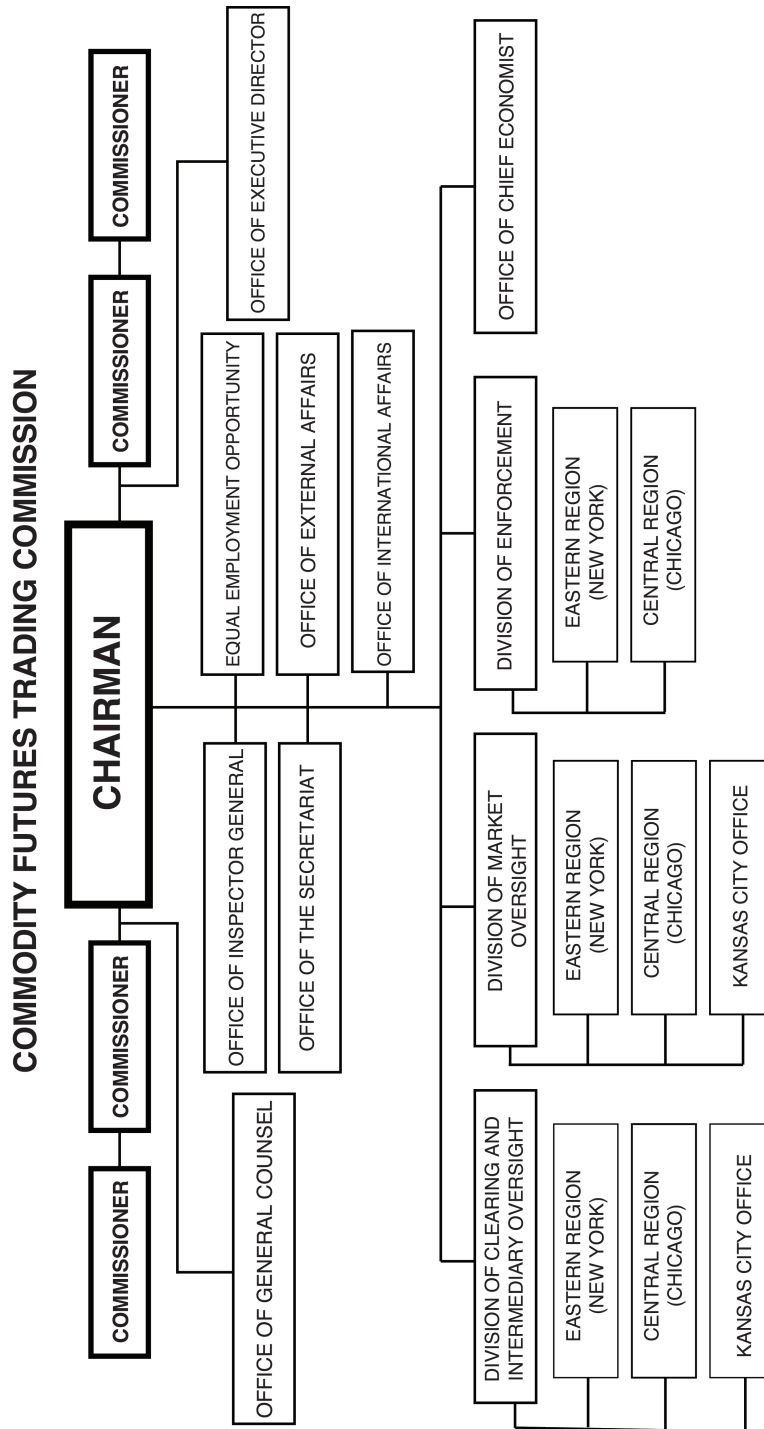 COMMODITY FUTURES TRADING COMMISSION
COMMISSIONER
COMMISSIONER
CHAIRMAN
COMMISSIONER
COMMISSIONER
OFFICE OF GENERAL COUNSEL
OFFICE OF INSPECTOR GENERAL
EQUAL EMPLOYMENT OPPORTUNITY
OFFICE OF EXECUTIVE DIRECTOR
OFFICE OF THE SECRETARIAT
OFFICE OF EXTERNAL AFFAIRS
OFFICE OF INTERNATIONAL AFFAIRS
DIVISION OF CLEARING AND
INTERMEDIARY OVERSIGHT
EASTERN REGION
(NEW YORK)
CENTRAL REGION
(CHICAGO)
KANSAS CITY OFFICE
DIVISION OF MARKET
OVERSIGHT
EASTERN REGION
(NEW YORK)
CENTRAL REGION
(CHICAGO)
KANSAS CITY OFFICE
DIVISION OF ENFORCEMENT
EASTERN REGION
(NEW YORK)
CENTRAL REGION
(CHICAGO)
OFFICE OF CHIEF ECONOMIST